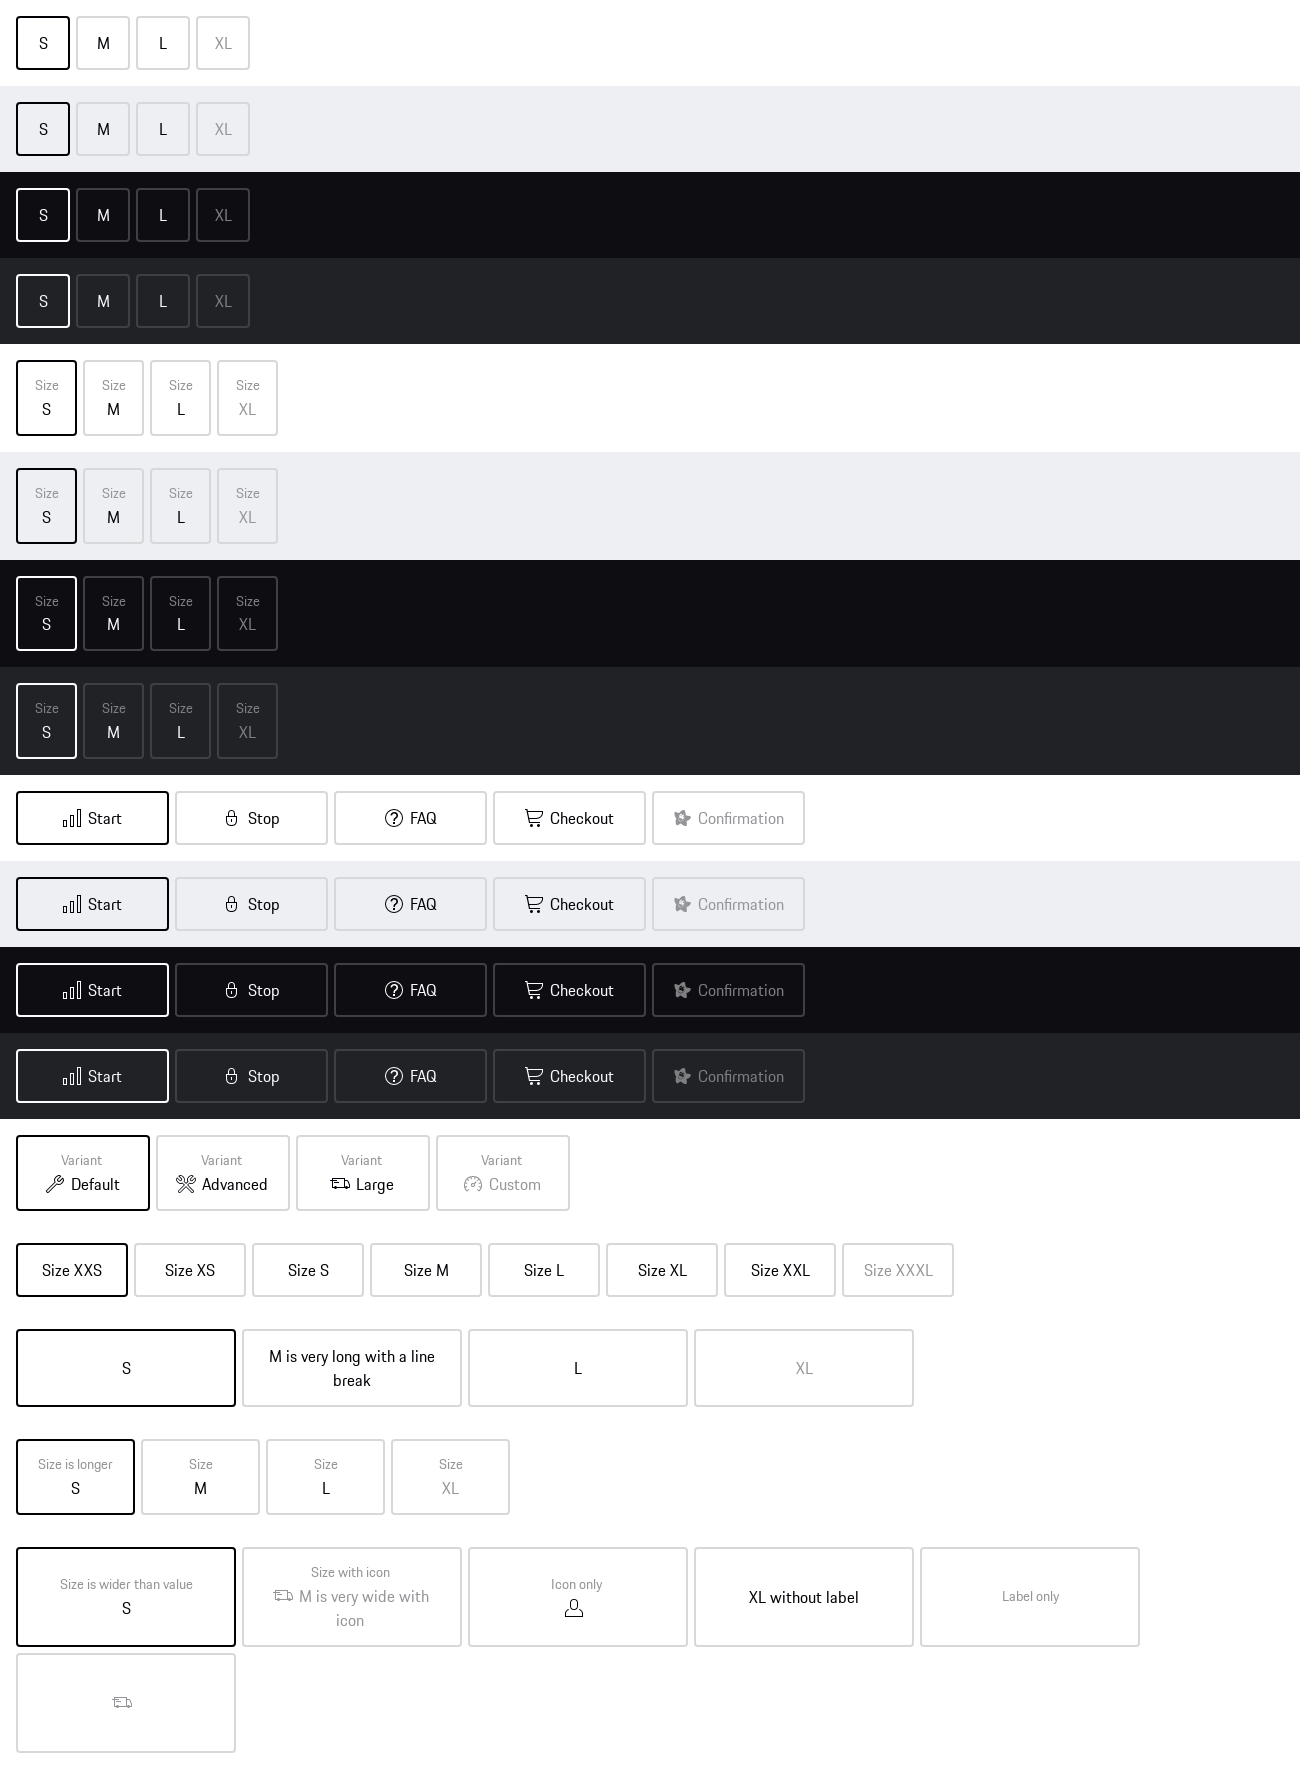 S M L XL
S M L XL
S M L XL
S M L XL
Size Size Size Size
S M L XL
Size Size Size Size
S M L XL
Size Size Size Size
S M L XL
Size Size Size Size
S M L XL
Start Stop FAQ Checkout Confirmation
Start Stop FAQ Checkout Confirmation
Start Stop FAQ Checkout Confirmation
Start Stop FAQ Checkout Confirmation
Variant Variant Variant Variant
Default Advanced Large Custom
Size XXS Size XS Size S Size M Size L Size XL Size XXL Size XXXL
S
M is very long with a line
break
L
XL
Size is longer Size Size Size
S M L XL
Size is wider than value
S
Size with icon
M is very wide with
icon
Icon only
XL without label
Label only